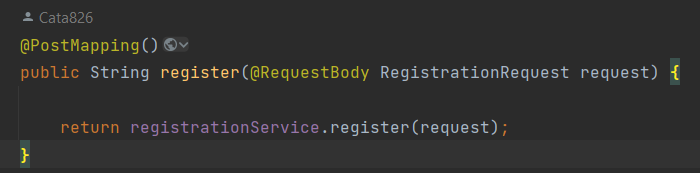 Cata826
@PostMapping()
public String register(@RequestBody RegistrationRequest request) {
return registrationService.register(request);
}